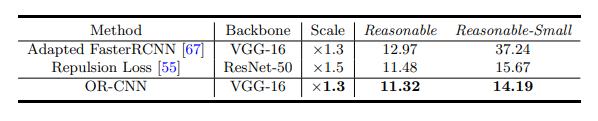 Method Backbone Scale Reasonable Reasonable-Small
Adapted FasterRCNN [67] VGG-16 ×1.3 12.97 37.24
Repulsion Loss [55] ResNet-50 ×1.5 11.48 15.67
OR-CNN VGG-16 ×1.3 11.32 14.19